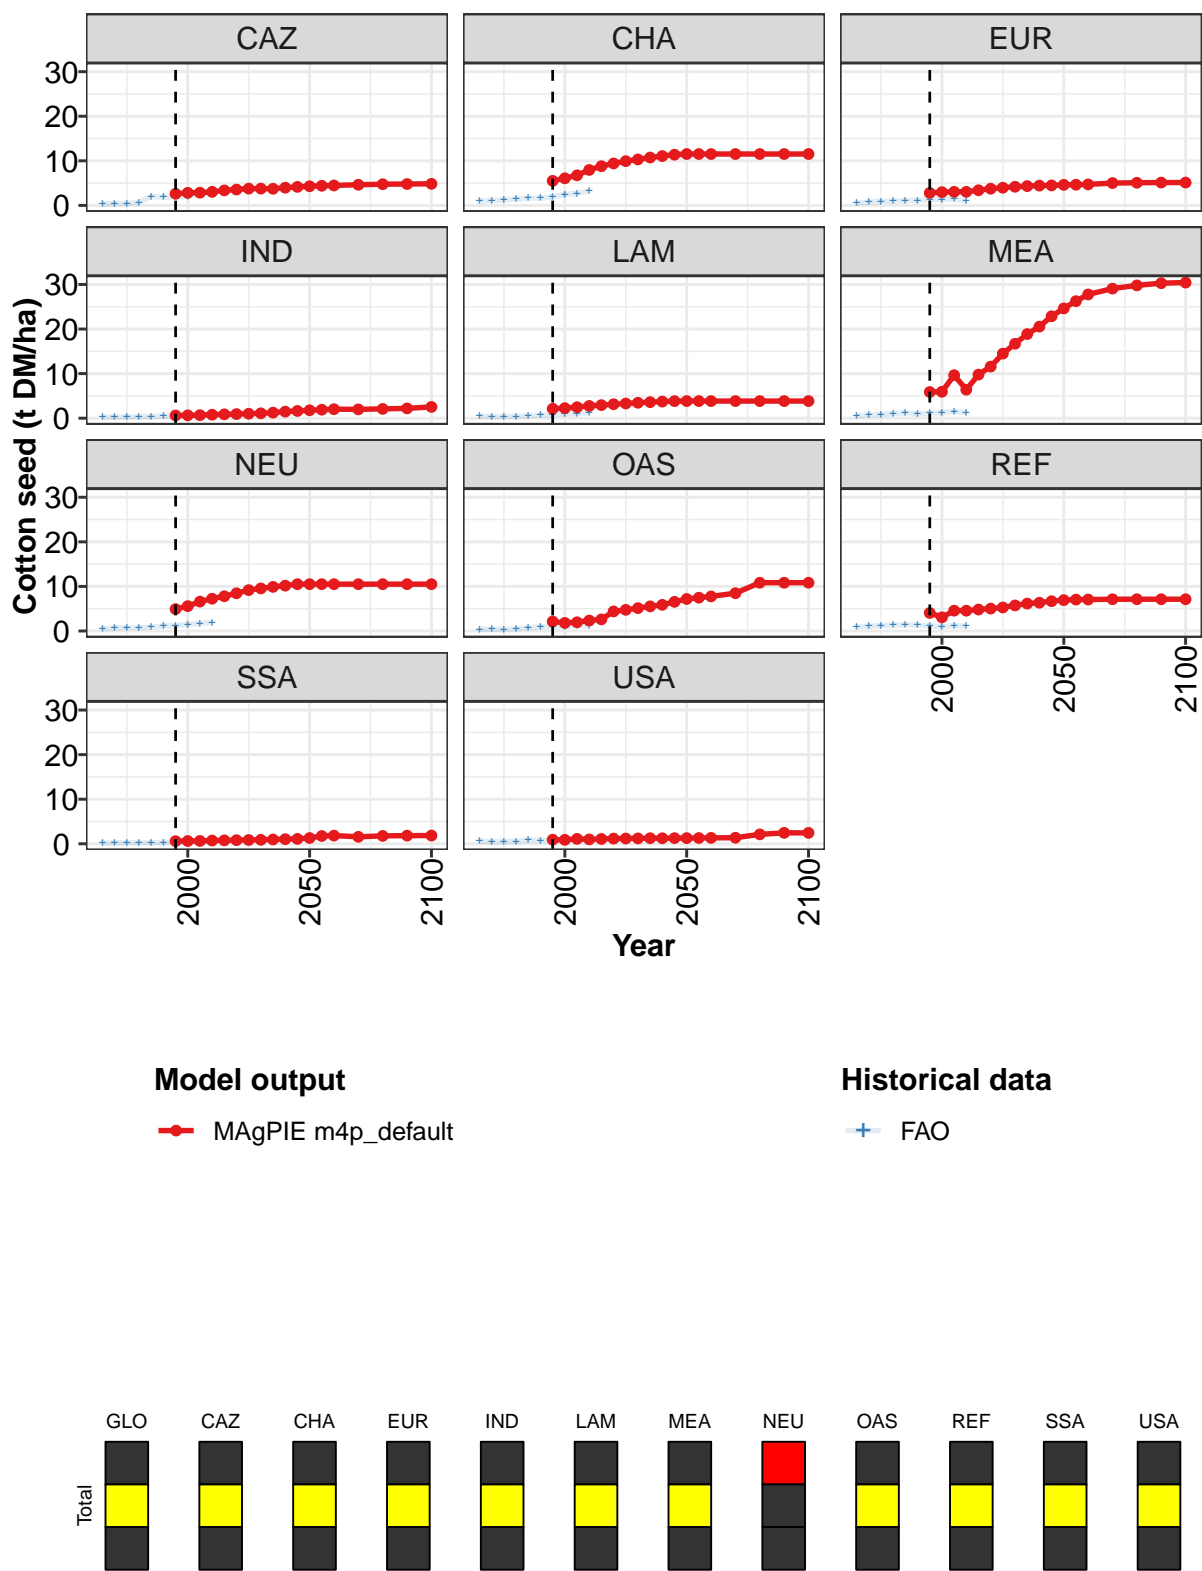 CAZ CHA EUR
30
20
10
0
IND LAM MEA
30
20
10
0
NEU OAS REF
30
20
10
0
SSA USA
30
20
10
0
2000 2050 2100
2000 2050 2100
2000 2050 2100
Cotton seed (t DM/ha)
Year
Model output
MAgPIE m4p_default
Historical data
FAO
GLO CAZ CHA EUR IND LAM MEA NEU OAS REF SSA USA
Total